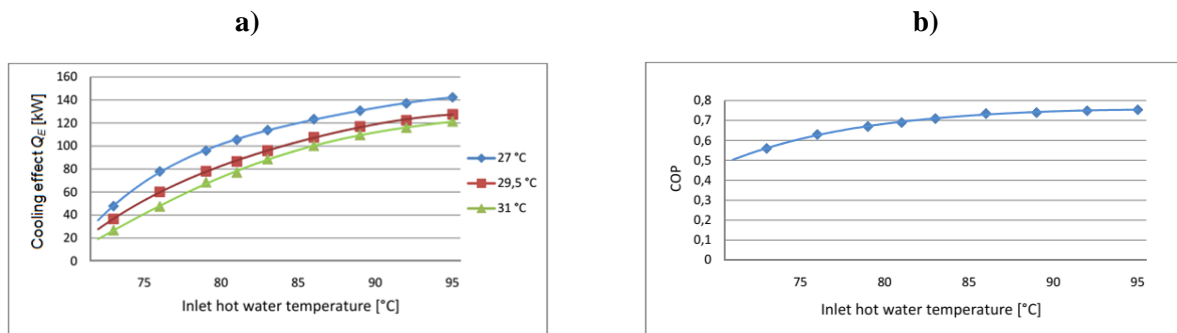 a)
160
140
120
100
80
60
40
20
0
Cooling effect Q_E [kW]
75 80 85 90 95
Inlet hot water temperature [°C]
27 °C
29,5 °C
31 °C
b)
0,8
0,7
0,6
0,5
0,4
0,3
0,2
0,1
0
COP
75 80 85 90 95
Inlet hot water temperature [°C]